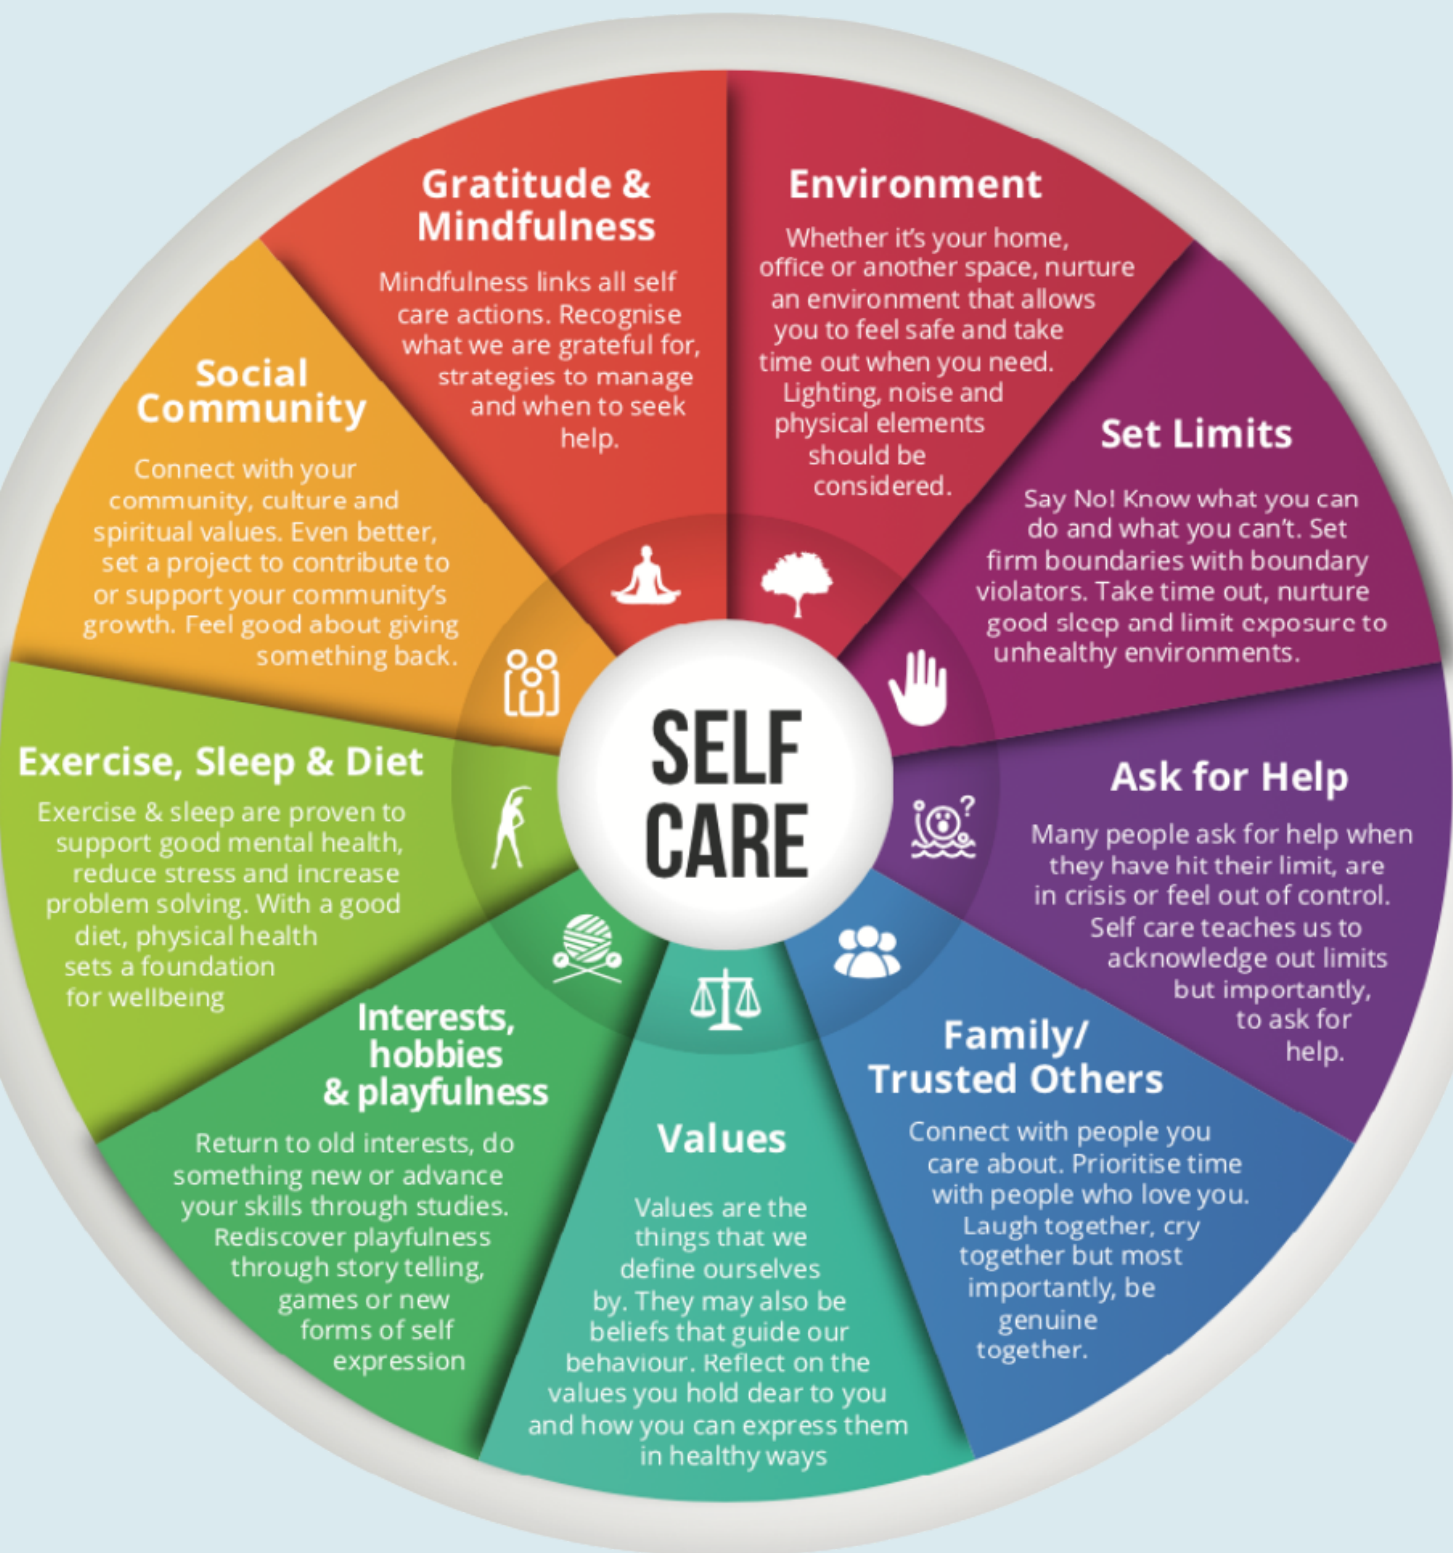 Gratitude &
Mindfulness
Mindfulness links all self
care actions. Recognise
what we are grateful for,
strategies to manage
and when to seek
help.
Environment
Whether it's your home,
office or another space, nurture
an environment that allows
you to feel safe and take
time out when you need.
Lighting, noise and
physical elements
should be
considered.
Set Limits
Say No! Know what you can
do and what you can't. Set
firm boundaries with boundary
violators. Take time out, nurture
good sleep and limit exposure to
unhealthy environments.
Ask for Help
Many people ask for help when
they have hit their limit, are
in crisis or feel out of control.
Self care teaches us to
acknowledge out limits
but importantly,
to ask for
help.
?
Family/
Trusted Others
Connect with people you
care about. Prioritise time
with people who love you.
Laugh together, cry
together but most
importantly, be
genuine
together.
Values
Values are the
things that we
define ourselves
by. They may also be
beliefs that guide our
behaviour. Reflect on the
values you hold dear to you
and how you can express them
in healthy ways
Interests,
hobbies
& playfulness
Return to old interests, do
something new or advance
your skills through studies.
Rediscover playfulness
through story telling,
games or new
forms of self
expression
Exercise, Sleep & Diet
Exercise & sleep are proven to
support good mental health,
reduce stress and increase
problem solving. With a good
diet, physical health
sets a foundation
for wellbeing
Social
Community
Connect with your
community, culture and
spiritual values. Even better,
set a project to contribute to
or support your community's
growth. Feel good about giving
something back.
SELF
CARE